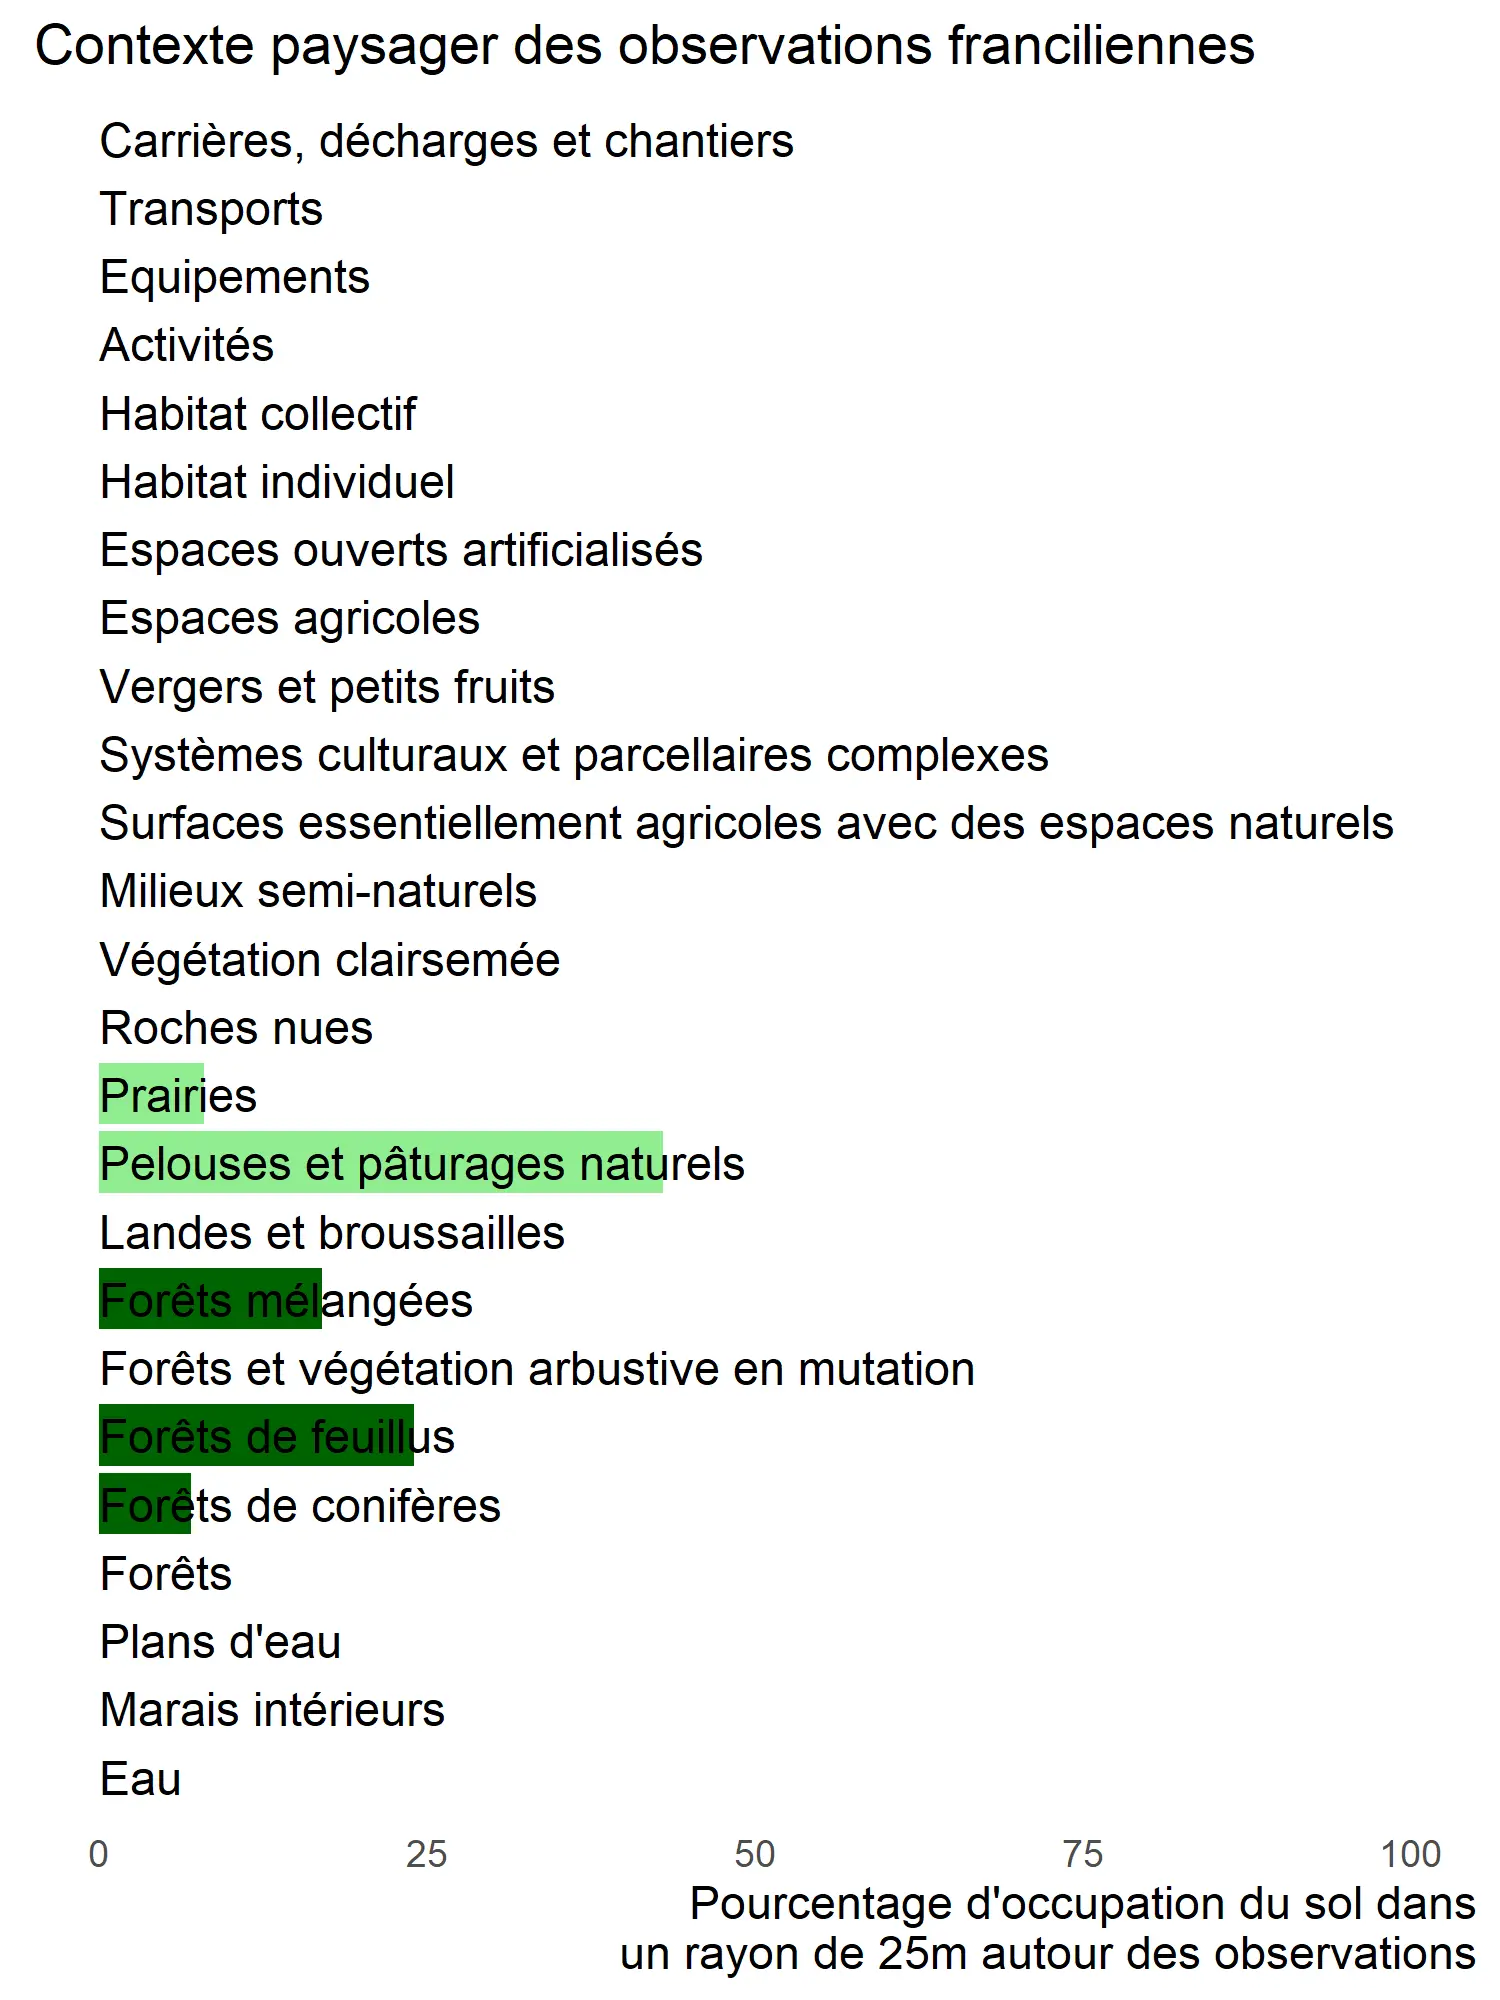 Contexte paysager des observations franciliennes
Carrières, décharges et chantiers
Transports
Equipements
Activités
Habitat collectif
Habitat individuel
Espaces ouverts artificialisés
Espaces agricoles
Vergers et petits fruits
Systèmes culturaux et parcellaires complexes
Surfaces essentiellement agricoles avec des espaces naturels
Milieux semi-naturels
Végétation clairsemée
Roches nues
Prairies
Pelouses et pâturages naturels
Landes et broussailles
Forêts mélangées
Forêts et végétation arbustive en mutation
Forêts de feuillus
Forêts de conifères
Forêts
Plans d'eau
Marais intérieurs
Eau
0 25 50 75 100
Pourcentage d'occupation du sol dans
un rayon de 25m autour des observations